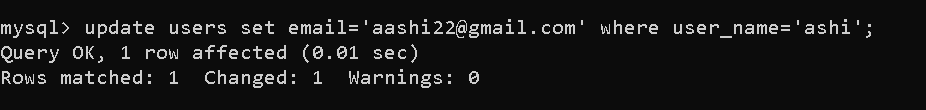 mysql> update users set email='aashi22@gmail.com' where user_name='ashi';
Query OK, 1 row affected (0.01 sec)
Rows matched: 1  Changed: 1  Warnings: 0